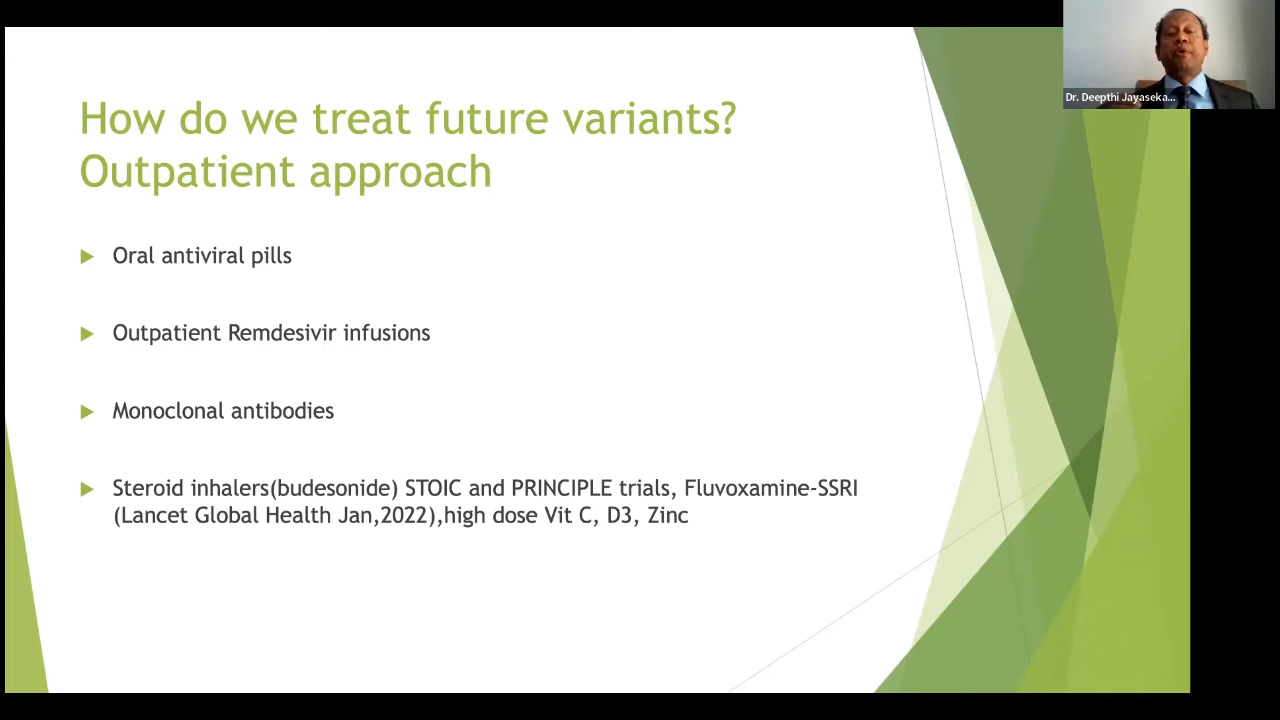 How do we treat future variants?
Outpatient approach
Oral antiviral pills
Outpatient Remdesivir infusions
Monoclonal antibodies
Steroid inhalers(budesonide) STOIC and PRINCIPLE trials, Fluvoxamine-SSRI
(Lancet Global Health Jan,2022),high dose Vit C, D3, Zinc
Dr. Deepthi Jayaseka...